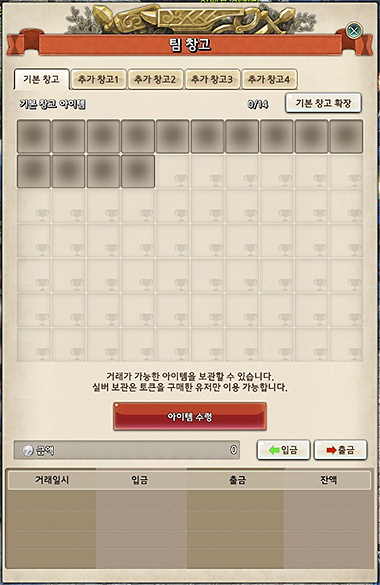 팀 창고
기본 창고 추가 창고1 추가 창고2 추가 창고3 추가 창고4
기본 창고 아이템 0/14 기본 창고 확장
거래가 가능한 아이템을 보관할 수 있습니다.
실버 보관은 토큰을 구매한 유저만 이용 가능합니다.
아이템 수령
금액 0 입금 출금
거래일시 입금 출금 잔액